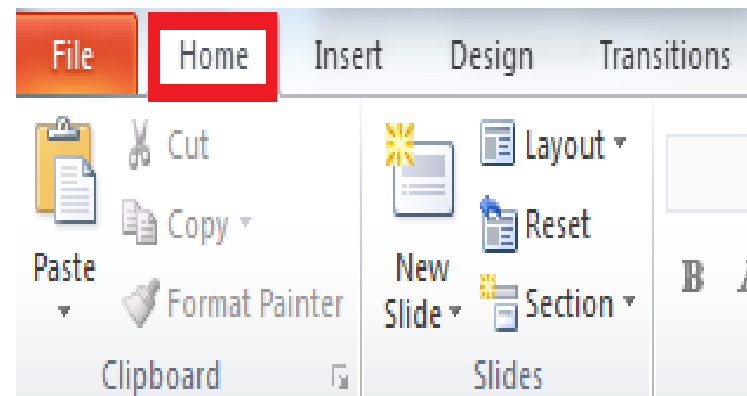 File Home Insert Design Transitions
Cut
Copy
Format Painter
Paste
Clipboard
Layout
Reset
Section
New
Slide
Slides
B